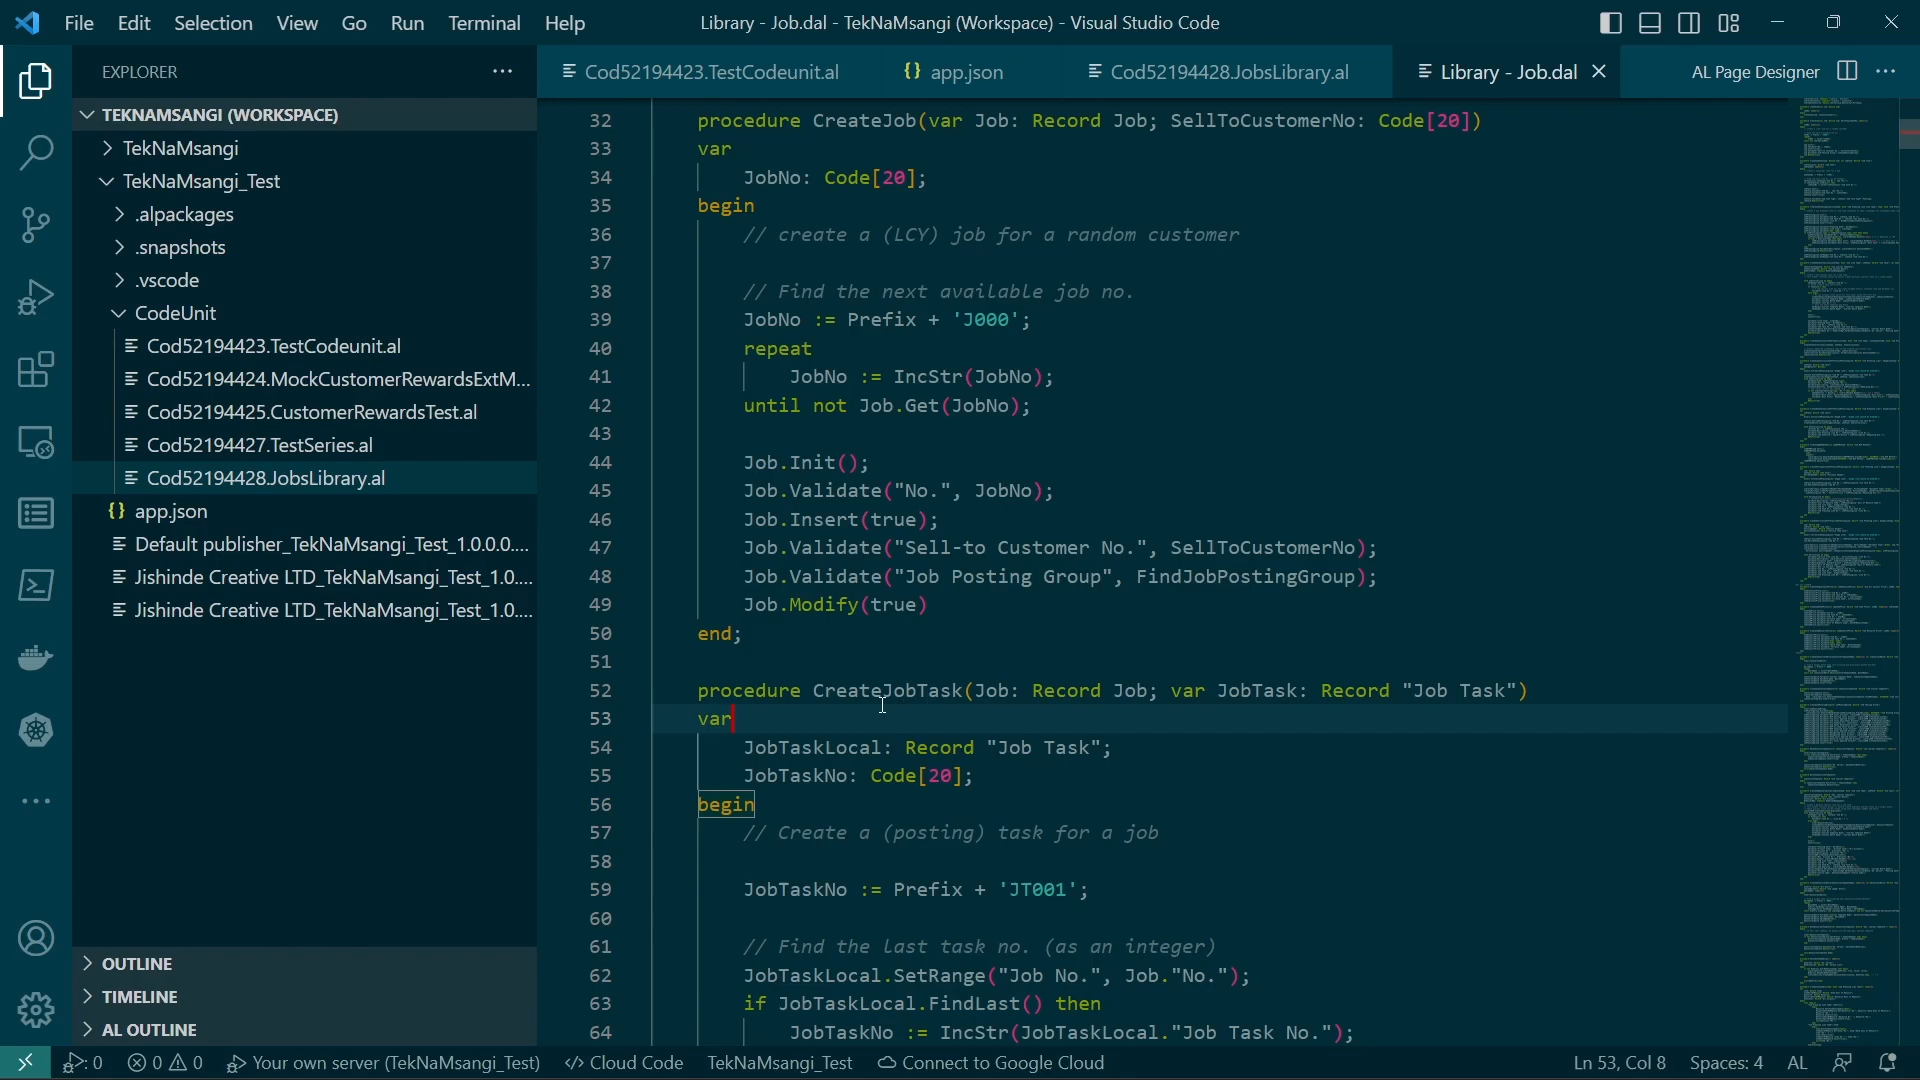 File Edit Selection View Go Run Terminal Help
Library - Job.dal - TekNaMsangi (Workspace) - Visual Studio Code
EXPLORER
TEKNAMSANGI (WORKSPACE)
TekNaMsangi
TekNaMsangi_Test
.alpackages
.snapshots
.vscode
CodeUnit
Cod52194423.TestCodeunit.al
Cod52194424.MockCustomerRewardsExtM...
Cod52194425.CustomerRewardsTest.al
Cod52194427.TestSeries.al
Cod52194428.JobsLibrary.al
{} app.json
Default publisher_TekNaMsangi_Test_1.0.0.0....
Jishinde Creative LTD_TekNaMsangi_Test_1.0....
Jishinde Creative LTD_TekNaMsangi_Test_1.0....
OUTLINE
TIMELINE
AL OUTLINE
Cod52194423.TestCodeunit.al {} app.json Cod52194428.JobsLibrary.al Library - Job.dal AL Page Designer
32 procedure CreateJob(var Job: Record Job; SellToCustomerNo: Code[20])
33 var
34 JobNo: Code[20];
35 begin
36 // create a (LCY) job for a random customer
37
38 // Find the next available job no.
39 JobNo := Prefix + 'J000';
40 repeat
41 JobNo := IncStr(JobNo);
42 until not Job.Get(JobNo);
43
44 Job.Init();
45 Job.Validate("No.", JobNo);
46 Job.Insert(true);
47 Job.Validate("Sell-to Customer No.", SellToCustomerNo);
48 Job.Validate("Job Posting Group", FindJobPostingGroup);
49 Job.Modify(true)
50 end;
51
52 procedure CreateJobTask(Job: Record Job; var JobTask: Record "Job Task")
53 var
54 JobTaskLocal: Record "Job Task";
55 JobTaskNo: Code[20];
56 begin
57 // Create a (posting) task for a job
58
59 JobTaskNo := Prefix + 'JT001';
60
61 // Find the last task no. (as an integer)
62 JobTaskLocal.SetRange("Job No.", Job."No.");
63 if JobTaskLocal.FindLast() then
64 JobTaskNo := IncStr(JobTaskLocal."Job Task No.");
: 0 0 0 Your own server (TekNaMsangi_Test) </> Cloud Code TekNaMsangi_Test Connect to Google Cloud Ln 53, Col 8 Spaces: 4 AL